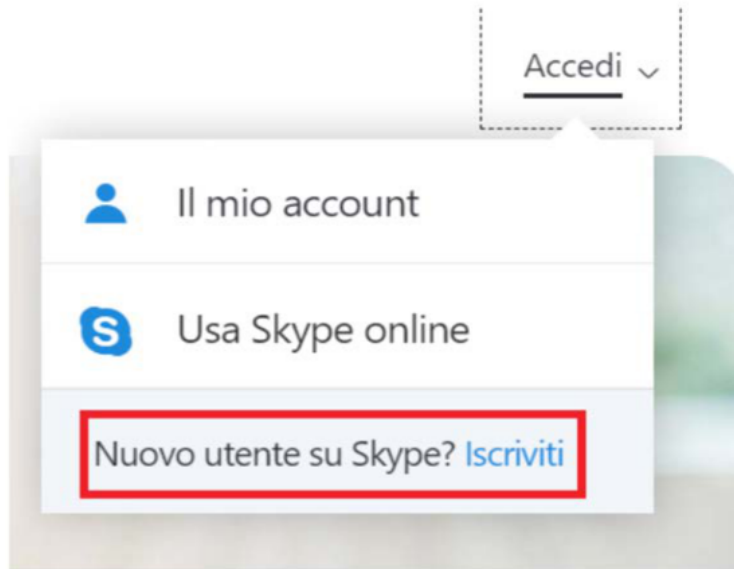 Accedi
Il mio account
Usa Skype online
Nuovo utente su Skype? Iscriviti